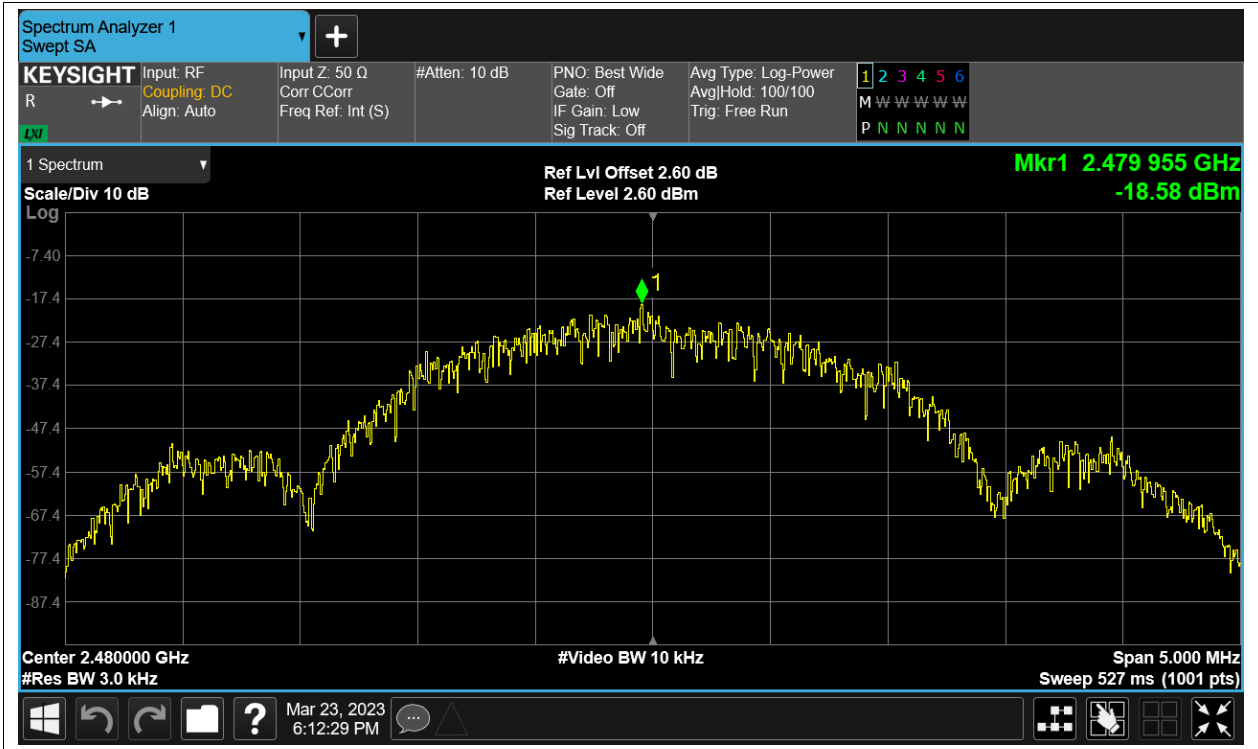 Spectrum Analyzer 1
Swept SA
KEYSIGHT
R
LXI
Input: RF
Coupling: DC
Align: Auto
Input Z: 50 Ω
Corr CCorr
Freq Ref: Int (S)
#Atten: 10 dB
PNO: Best Wide
Gate: Off
IF Gain: Low
Sig Track: Off
Avg Type: Log-Power
Avg|Hold: 100/100
Trig: Free Run
1 2 3 4 5 6
M W W W W W
P N N N N N
1 Spectrum
Scale/Div 10 dB
Log
Ref Lvl Offset 2.60 dB
Ref Level 2.60 dBm
Mkr1 2.479 955 GHz
-18.58 dBm
1
-7.40
-17.4
-27.4
-37.4
-47.4
-57.4
-67.4
-77.4
-87.4
Center 2.480000 GHz
#Res BW 3.0 kHz
#Video BW 10 kHz
Span 5.000 MHz
Sweep 527 ms (1001 pts)
?
Mar 23, 2023
6:12:29 PM